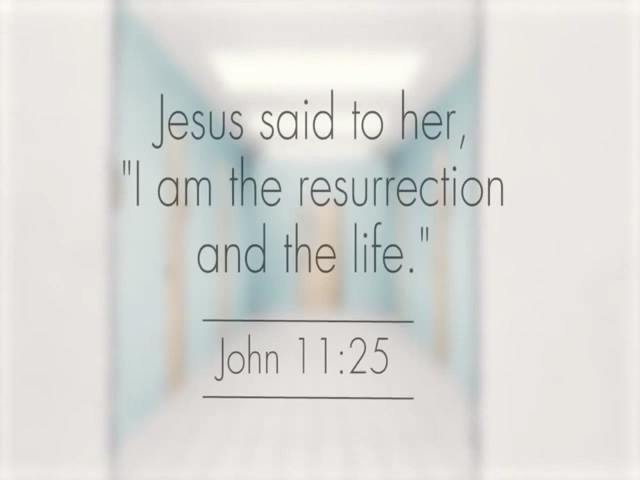 Jesus said to her,
"I am the resurrection
and the life."
John 11:25